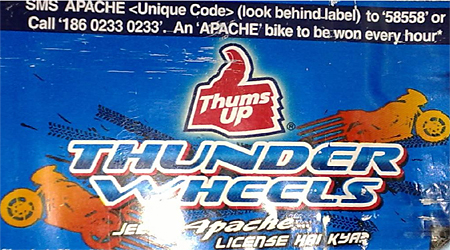 SMS APACHE <Unique Code> (look behind label) to '58558' or
Call '186 0233 0233'. An 'APACHE' bike to be won every hour*
Thums
UP
®
THUNDER
WHEELS
Apache
LICENSE HAI KYA?